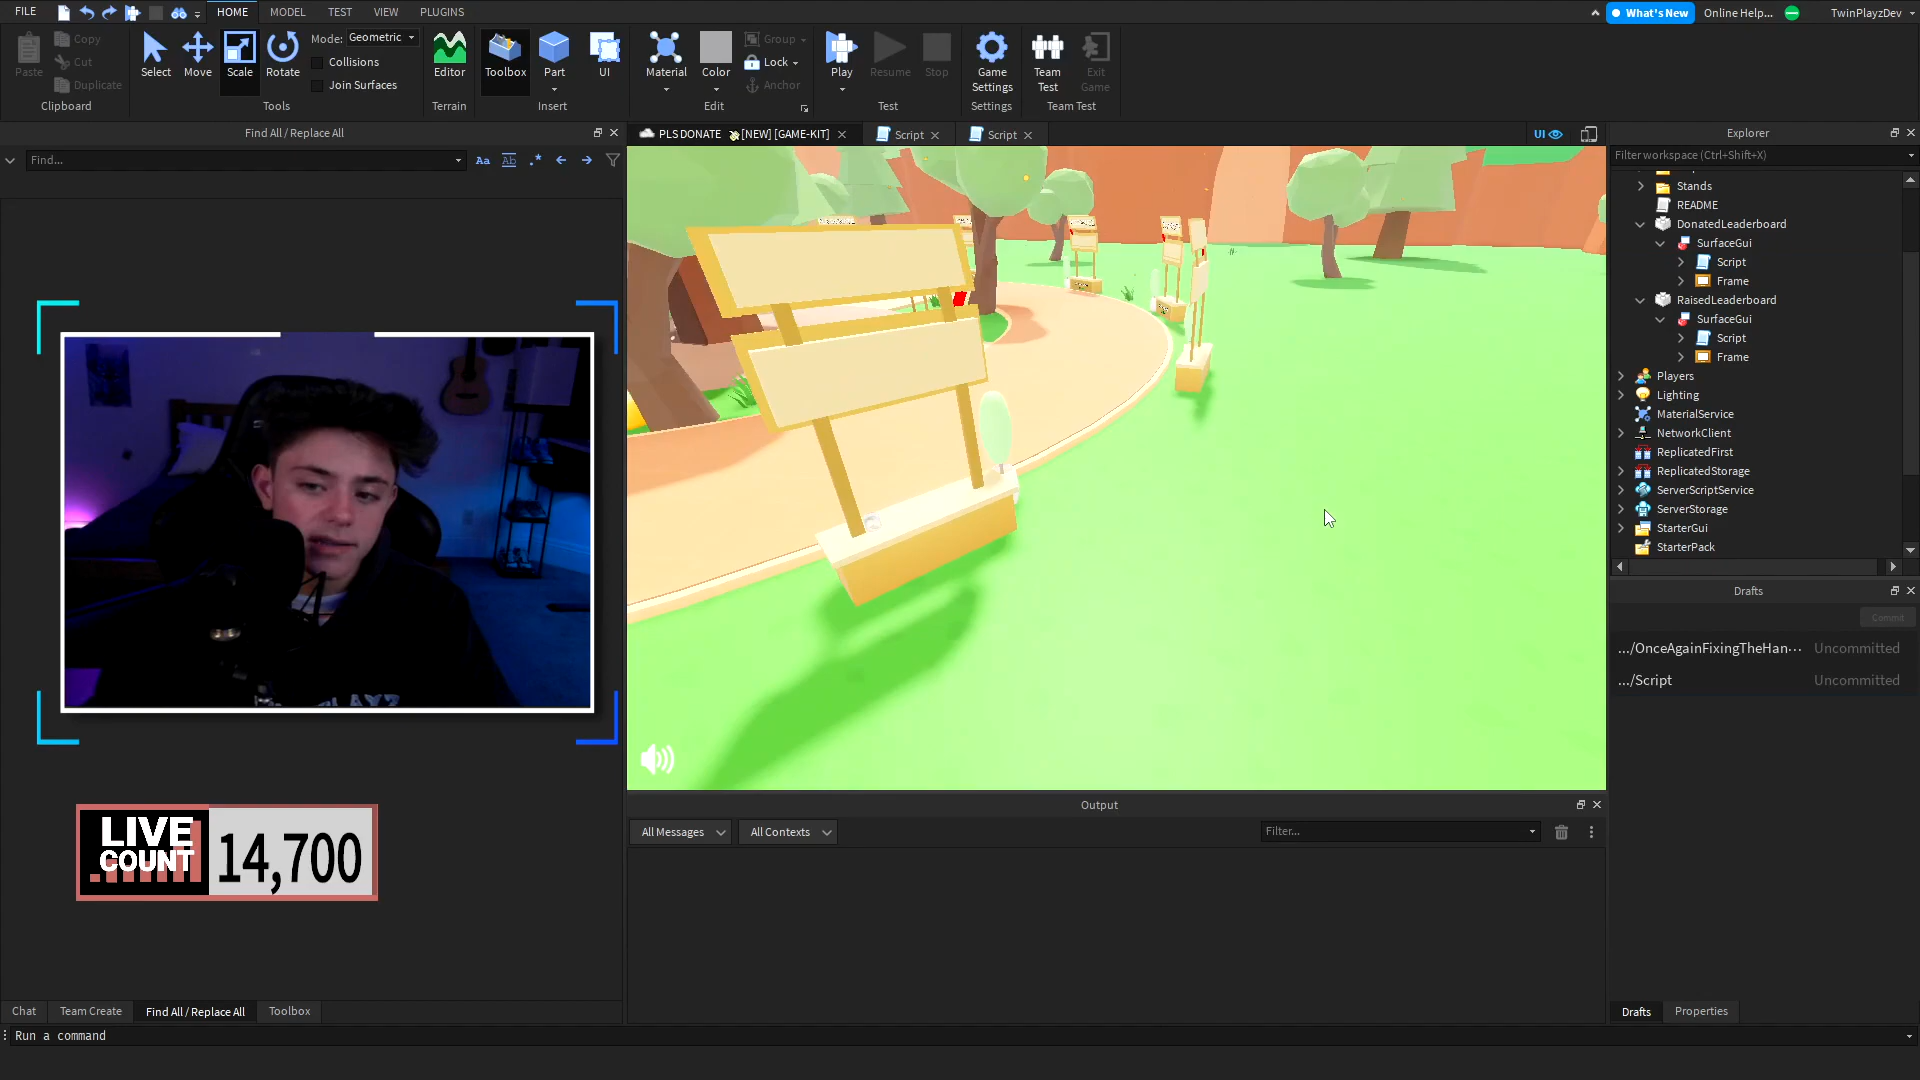 FILE
HOME
MODEL
TEST
VIEW
PLUGINS
What's New
Online Help...
TwinPlayzDev
Paste
Copy
Cut
Duplicate
Clipboard
Select
Move
Scale
Rotate
Mode:
Geometric
Collisions
Join Surfaces
Tools
Editor
Terrain
Toolbox
Part
UI
Insert
Material
Color
Group
Lock
Anchor
Edit
Play
Resume
Stop
Test
Game
Settings
Settings
Team
Test
Exit
Game
Team Test
Find All / Replace All
PLS DONATE
[NEW] [GAME-KIT]
Script
Script
UI
Explorer
Find...
Aa
Ab
.*
Filter workspace (Ctrl+Shift+X)
Stands
README
DonatedLeaderboard
SurfaceGui
Script
Frame
RaisedLeaderboard
SurfaceGui
Script
Frame
Players
Lighting
MaterialService
NetworkClient
ReplicatedFirst
ReplicatedStorage
ServerScriptService
ServerStorage
StarterGui
StarterPack
Drafts
Commit
.../OnceAgainFixingTheHan...
Uncommitted
.../Script
Uncommitted
LIVE
COUNT
14,700
Output
All Messages
All Contexts
Filter...
Chat
Team Create
Find All / Replace All
Toolbox
Drafts
Properties
Run a command